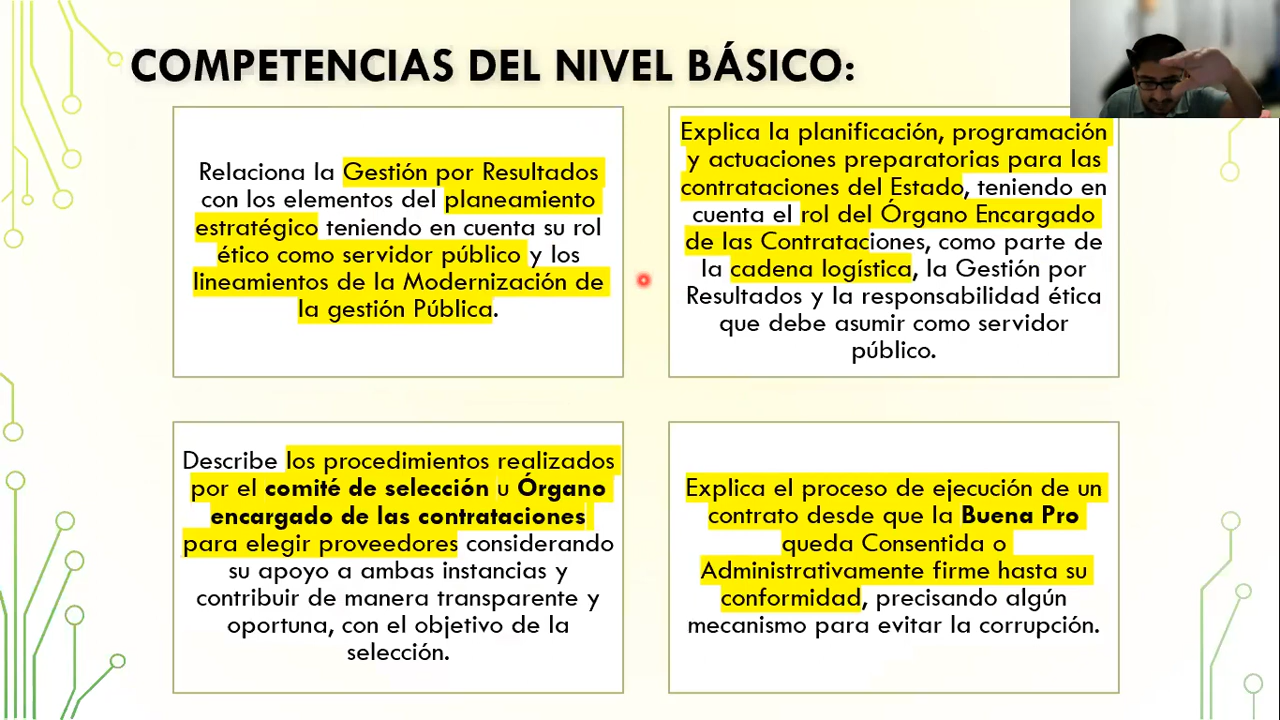 COMPETENCIAS DEL NIVEL BÁSICO:
Relaciona la Gestión por Resultados
con los elementos del planeamiento
estratégico teniendo en cuenta su rol
ético como servidor público y los
lineamientos de la Modernización de
la gestión Pública.
Explica la planificación, programación
y actuaciones preparatorias para las
contrataciones del Estado, teniendo en
cuenta el rol del Órgano Encargado
de las Contrataciones, como parte de
la cadena logística, la Gestión por
Resultados y la responsabilidad ética
que debe asumir como servidor
público.
Describe los procedimientos realizados
por el comité de selección u Órgano
encargado de las contrataciones
para elegir proveedores considerando
su apoyo a ambas instancias y
contribuir de manera transparente y
oportuna, con el objetivo de la
selección.
Explica el proceso de ejecución de un
contrato desde que la Buena Pro
queda Consentida o
Administrativamente firme hasta su
conformidad, precisando algún
mecanismo para evitar la corrupción.